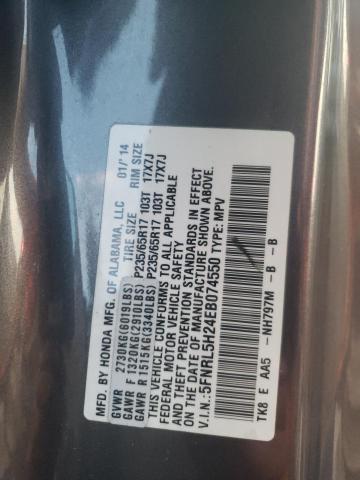 MFD. BY HONDA MFG. OF ALABAMA, LLC 01/'14
TIRE SIZE RIM SIZE
GVWR 2730KG(6019LBS)
GAWR F 1320KG(2910LBS) P235/65R17 103T 17X7J
GAWR R 1515KG(3340LBS) P235/65R17 103T 17X7J
THIS VEHICLE CONFORMS TO ALL APPLICABLE
FEDERAL MOTOR VEHICLE SAFETY
AND THEFT PREVENTION STANDARDS IN EFFECT
ON THE DATE OF MANUFACTURE SHOWN ABOVE.
V.I.N.: 5FNRL5H24EB074550 TYPE: MPV
TK8 E AA5 - NH797M - B - B